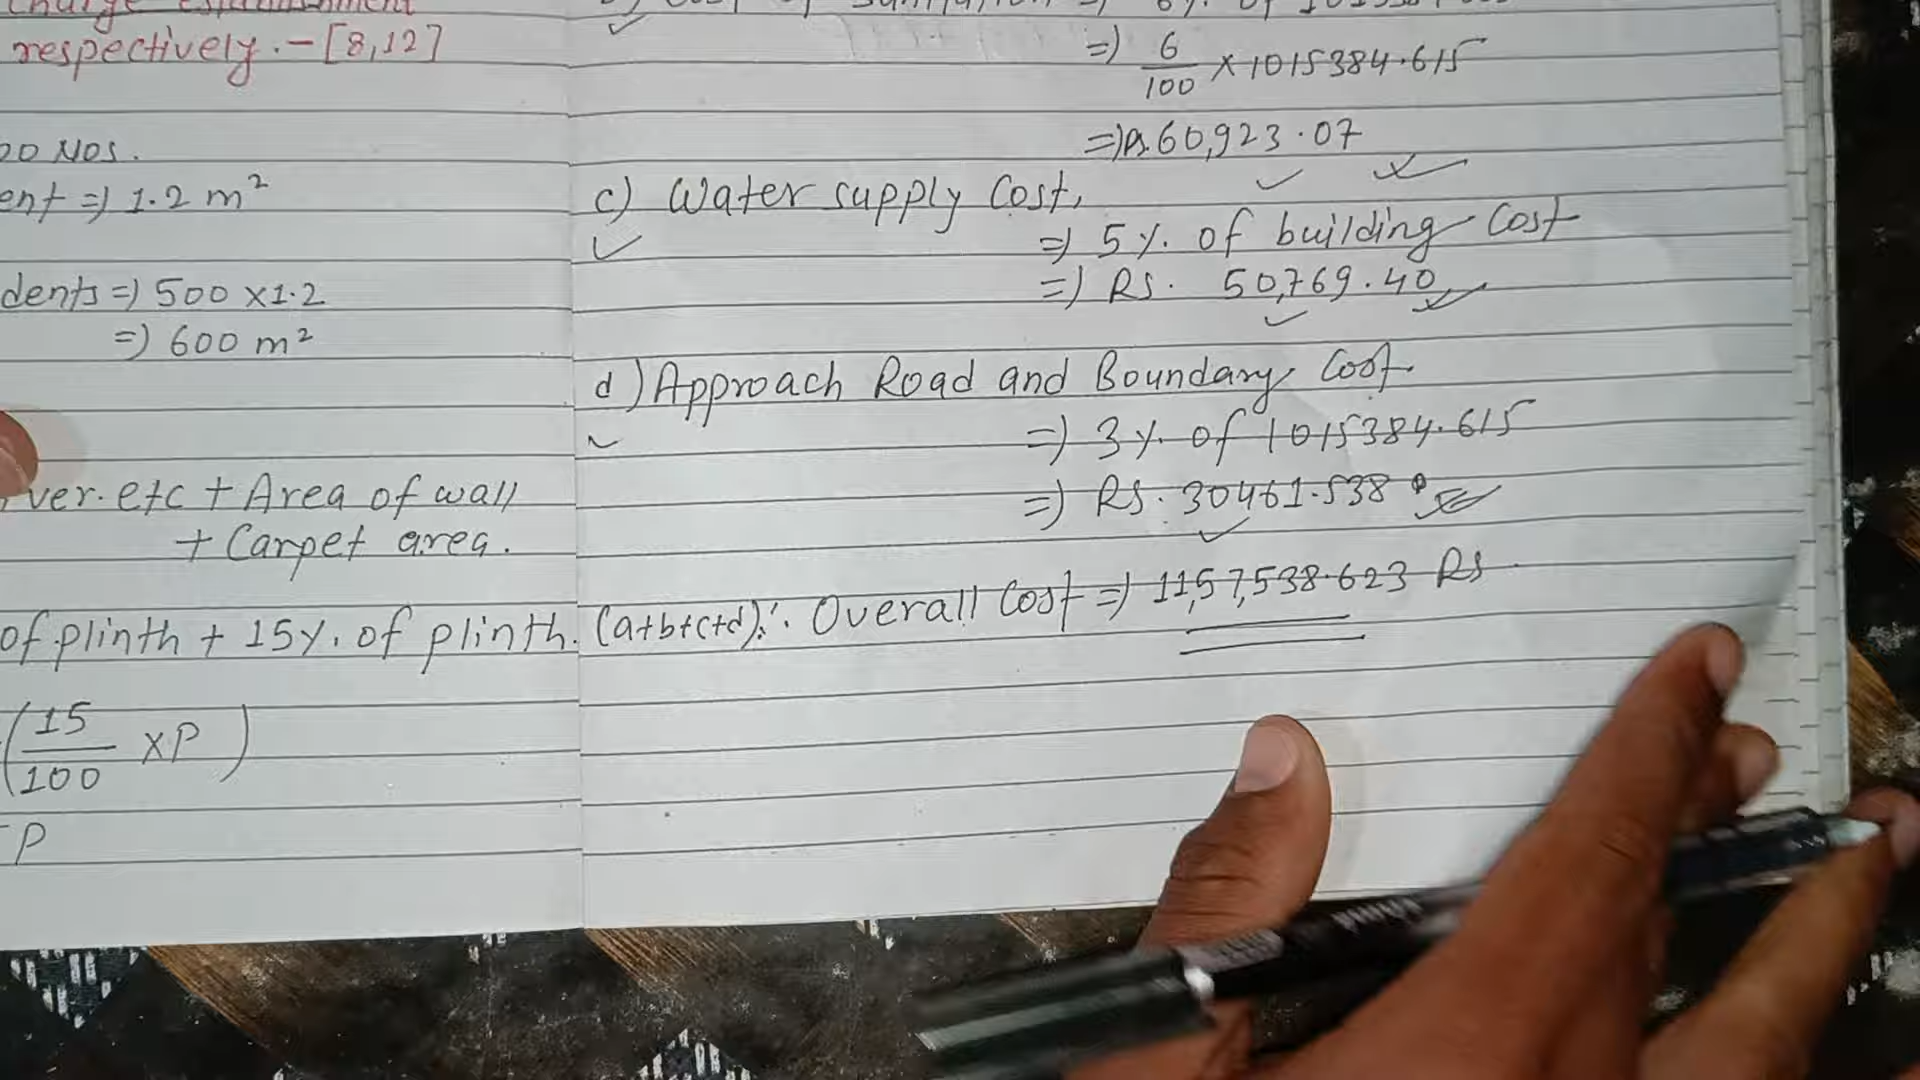 respectively. - [8,12]
00 Nos.
ent => 1.2 m²
dents => 500 x 1.2
=> 600 m²
ver. etc + Area of wall
+ Carpet area.
of plinth + 15%. of plinth.
(15/100 x P)
P
=> 6/100 x 1015384.615
=> Rs. 60,923.07
c) Water supply Cost,
=> 5%. of building Cost
=> Rs. 50,769.40
d) Approach Road and Boundary Cost.
=> 3%. of 1015384.615
=> Rs. 30461.538
(a+b+c+d) ∴ Overall Cost => 11,57,538.623 Rs